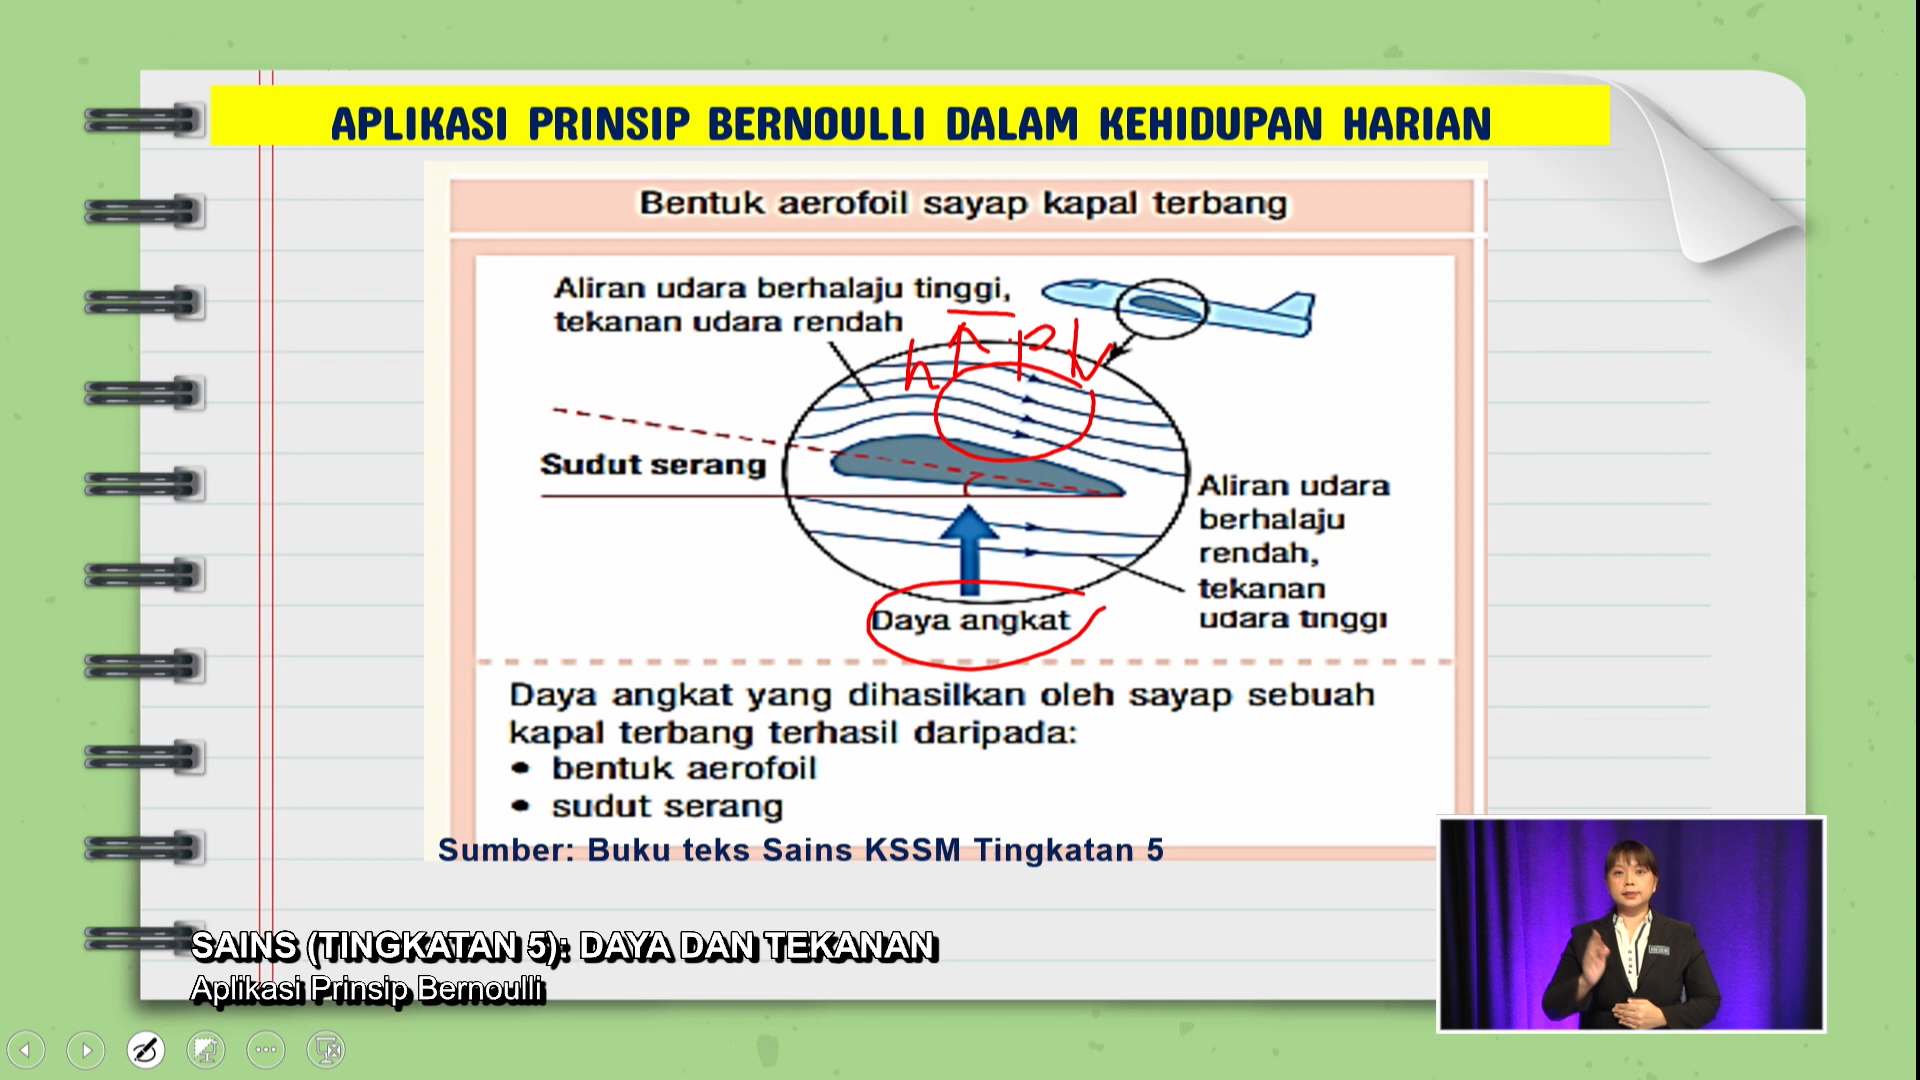 APLIKASI PRINSIP BERNOULLI DALAM KEHIDUPAN HARIAN
Bentuk aerofoil sayap kapal terbang
Aliran udara berhalaju tinggi,
tekanan udara rendah
h↑ P↓
Sudut serang
Aliran udara
berhalaju
rendah,
tekanan
udara tinggi
Daya angkat
Daya angkat yang dihasilkan oleh sayap sebuah
kapal terbang terhasil daripada:
• bentuk aerofoil
• sudut serang
Sumber: Buku teks Sains KSSM Tingkatan 5
SAINS (TINGKATAN 5): DAYA DAN TEKANAN
Aplikasi Prinsip Bernoulli